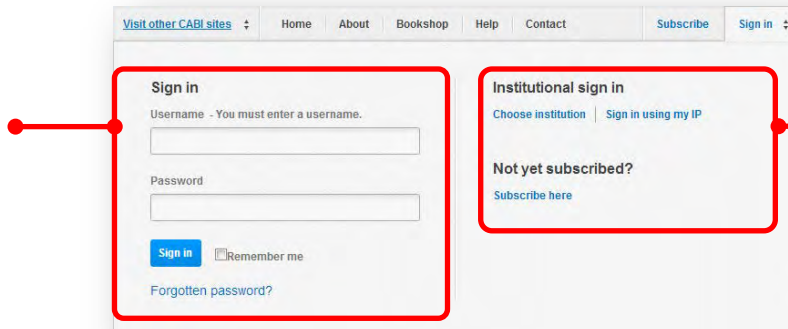 Visit other CABI sites Home About Bookshop Help Contact Subscribe Sign in
Sign in
Username - You must enter a username.
Password
Sign in Remember me
Forgotten password?
Institutional sign in
Choose institution Sign in using my IP
Not yet subscribed?
Subscribe here